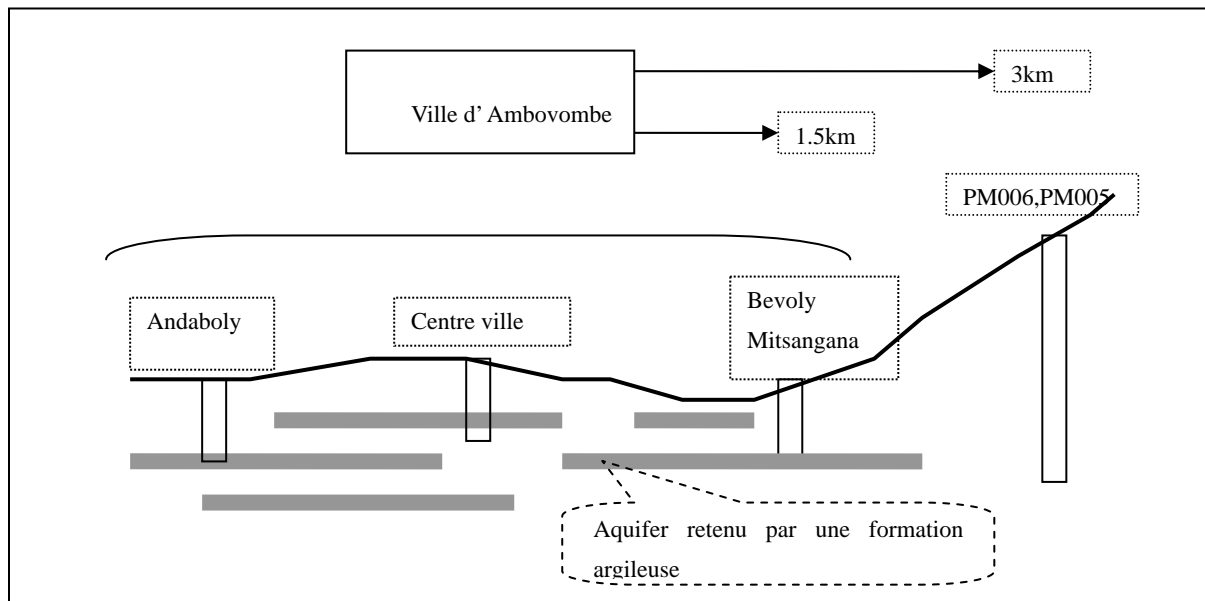 3km
Ville d' Ambovombe
1.5km
PM006,PM005
Bevoly
Mitsangana
Andaboly
Centre ville
Aquifer retenu par une formation
argileuse